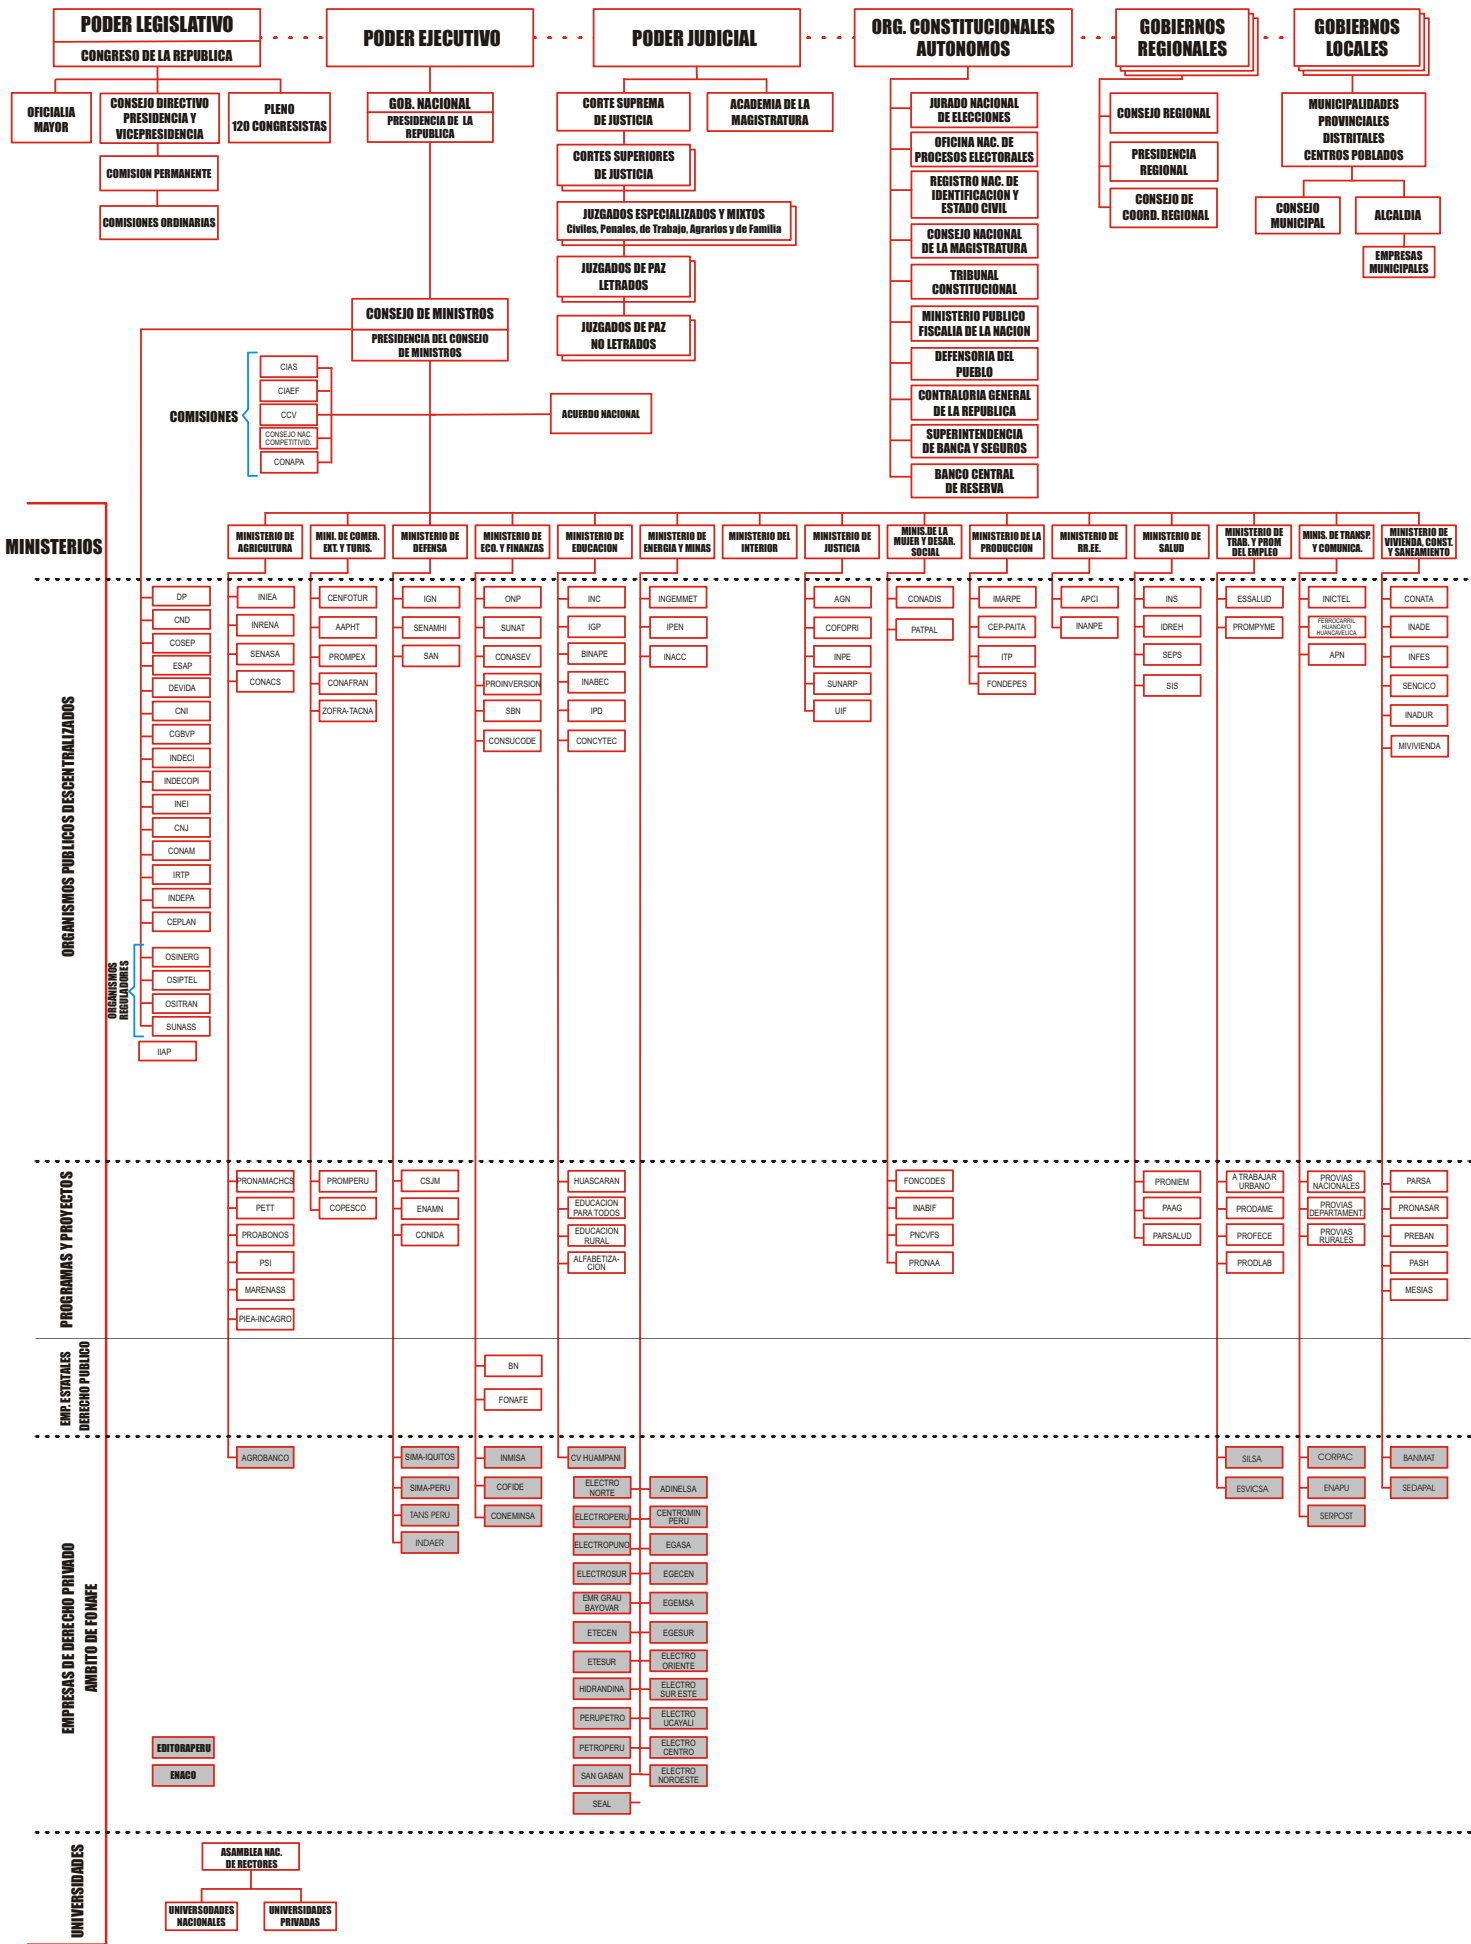 PODER LEGISLATIVO
CONGRESO DE LA REPUBLICA
PODER EJECUTIVO
PODER JUDICIAL
ORG. CONSTITUCIONALES
AUTONOMOS
GOBIERNOS
REGIONALES
GOBIERNOS
LOCALES
OFICIALIA
MAYOR
CONSEJO DIRECTIVO
PRESIDENCIA Y
VICEPRESIDENCIA
PLENO
120 CONGRESISTAS
COMISION PERMANENTE
COMISIONES ORDINARIAS
GOB. NACIONAL
PRESIDENCIA DE LA
REPUBLICA
CORTE SUPREMA
DE JUSTICIA
ACADEMIA DE LA
MAGISTRATURA
CORTES SUPERIORES
DE JUSTICIA
JUZGADOS ESPECIALIZADOS Y MIXTOS
Civiles, Penales, de Trabajo, Agrarios y de Familia
JUZGADOS DE PAZ
LETRADOS
JUZGADOS DE PAZ
NO LETRADOS
JURADO NACIONAL
DE ELECCIONES
OFICINA NAC. DE
PROCESOS ELECTORALES
REGISTRO NAC. DE
IDENTIFICACION Y
ESTADO CIVIL
CONSEJO NACIONAL
DE LA MAGISTRATURA
TRIBUNAL
CONSTITUCIONAL
MINISTERIO PUBLICO
FISCALIA DE LA NACION
DEFENSORIA DEL
PUEBLO
CONTRALORIA GENERAL
DE LA REPUBLICA
SUPERINTENDENCIA
DE BANCA Y SEGUROS
BANCO CENTRAL
DE RESERVA
CONSEJO REGIONAL
PRESIDENCIA
REGIONAL
CONSEJO DE
COORD. REGIONAL
MUNICIPALIDADES
PROVINCIALES
DISTRITALES
CENTROS POBLADOS
CONSEJO
MUNICIPAL
ALCALDIA
EMPRESAS
MUNICIPALES
CONSEJO DE MINISTROS
PRESIDENCIA DEL CONSEJO
DE MINISTROS
COMISIONES
CIAS
CIAEF
CCV
CONSEJO NAC.
COMPETITIVID.
CONAPA
ACUERDO NACIONAL
MINISTERIOS
MINISTERIO DE
AGRICULTURA
MINI. DE COMER.
EXT. Y TURIS.
MINISTERIO DE
DEFENSA
MINISTERIO DE
ECO. Y FINANZAS
MINISTERIO DE
EDUCACION
MINISTERIO DE
ENERGIA Y MINAS
MINISTERIO DEL
INTERIOR
MINISTERIO DE
JUSTICIA
MINIS.DE LA
MUJER Y DESAR.
SOCIAL
MINISTERIO DE LA
PRODUCCION
MINISTERIO DE
RR.EE.
MINISTERIO DE
SALUD
MINISTERIO DE
TRAB. Y PROM
DEL EMPLEO
MINIS. DE TRANSP.
Y COMUNICA.
MINISTERIO DE
VIVIENDA, CONST.
Y SANEAMIENTO
ORGANISMOS PUBLICOS DESCENTRALIZADOS
DP
CND
COSEP
ESAP
DEVIDA
CNI
CGBVP
INDECI
INDECOPI
INEI
CNJ
CONAM
IRTP
INDEPA
CEPLAN
ORGANISMOS
REGULADORES
OSINERG
OSIPTEL
OSITRAN
SUNASS
IIAP
INIEA
INRENA
SENASA
CONACS
CENFOTUR
AAPHT
PROMPEX
CONAFRAN
ZOFRA-TACNA
IGN
SENAMHI
SAN
ONP
SUNAT
CONASEV
PROINVERSION
SBN
CONSUCODE
INC
IGP
BINAPE
INABEC
IPD
CONCYTEC
INGEMMET
IPEN
INACC
AGN
COFOPRI
INPE
SUNARP
UIF
CONADIS
PATPAL
IMARPE
CEP-PAITA
ITP
FONDEPES
APCI
INANPE
INS
IDREH
SEPS
SIS
ESSALUD
PROMPYME
INICTEL
FERROCARRIL
HUANCAYO
HUANCAVELICA
APN
CONATA
INADE
INFES
SENCICO
INADUR
MIVIVIENDA
PROGRAMAS Y PROYECTOS
PRONAMACHCS
PETT
PROABONOS
PSI
MARENASS
PIEA-INCAGRO
PROMPERU
COPESCO
CSJM
ENAMN
CONIDA
HUASCARAN
EDUCACION
PARA TODOS
EDUCACION
RURAL
ALFABETIZA-
CION
FONCODES
INABIF
PNCVFS
PRONAA
PRONIEM
PAAG
PARSALUD
A TRABAJAR
URBANO
PRODAME
PROFECE
PRODLAB
PROVIAS
NACIONALES
PROVIAS
DEPARTAMENT.
PROVIAS
RURALES
PARSA
PRONASAR
PREBAN
PASH
MESIAS
EMP. ESTATALES
DERECHO PUBLICO
BN
FONAFE
EMPRESAS DE DERECHO PRIVADO
AMBITO DE FONAFE
EDITORAPERU
ENACO
AGROBANCO
SIMA-IQUITOS
SIMA-PERU
TANS PERU
INDAER
INMISA
COFIDE
CONEMINSA
CV HUAMPANI
ELECTRO
NORTE
ELECTROPERU
ELECTROPUNO
ELECTROSUR
EMR GRAU
BAYOVAR
ETECEN
ETESUR
HIDRANDINA
PERUPETRO
PETROPERU
SAN GABAN
SEAL
ADINELSA
CENTROMIN
PERU
EGASA
EGECEN
EGEMSA
EGESUR
ELECTRO
ORIENTE
ELECTRO
SUR ESTE
ELECTRO
UCAYALI
ELECTRO
CENTRO
ELECTRO
NOROESTE
SILSA
ESVICSA
CORPAC
ENAPU
SERPOST
BANMAT
SEDAPAL
UNIVERSIDADES
ASAMBLEA NAC.
DE RECTORES
UNIVERSODADES
NACIONALES
UNIVERSIDADES
PRIVADAS